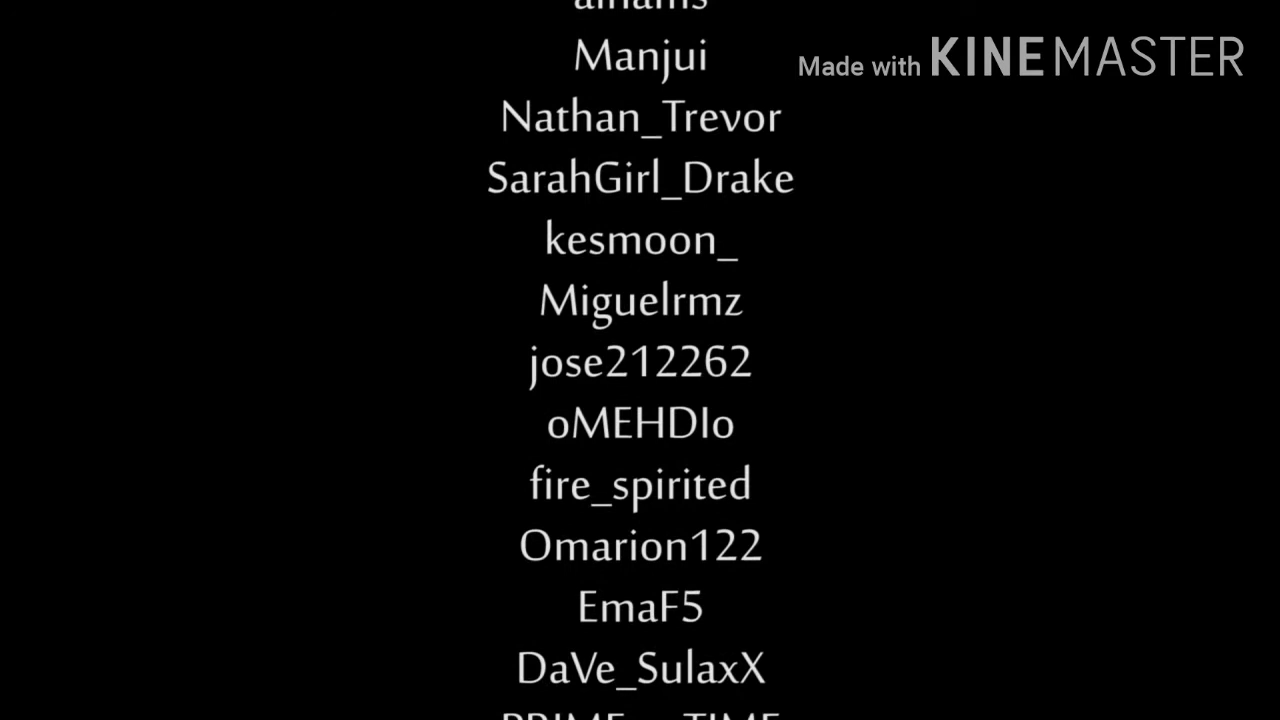 Manjui
Made with KINEMASTER
Nathan_Trevor
SarahGirl_Drake
kesmoon_
Miguelrmz
jose212262
oMEHDIo
fire_spirited
Omarion122
EmaF5
DaVe_SulaxX